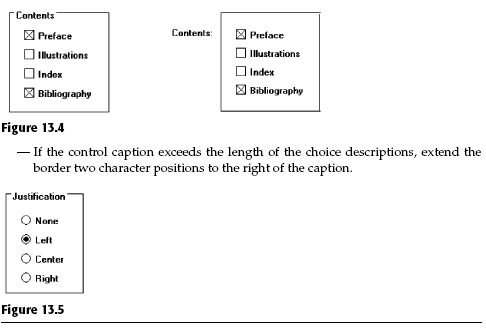 Contents
Preface
Illustrations
Index
Bibliography
Contents:
Preface
Illustrations
Index
Bibliography
Figure 13.4
— If the control caption exceeds the length of the choice descriptions, extend the
border two character positions to the right of the caption.
Justification
None
Left
Center
Right
Figure 13.5